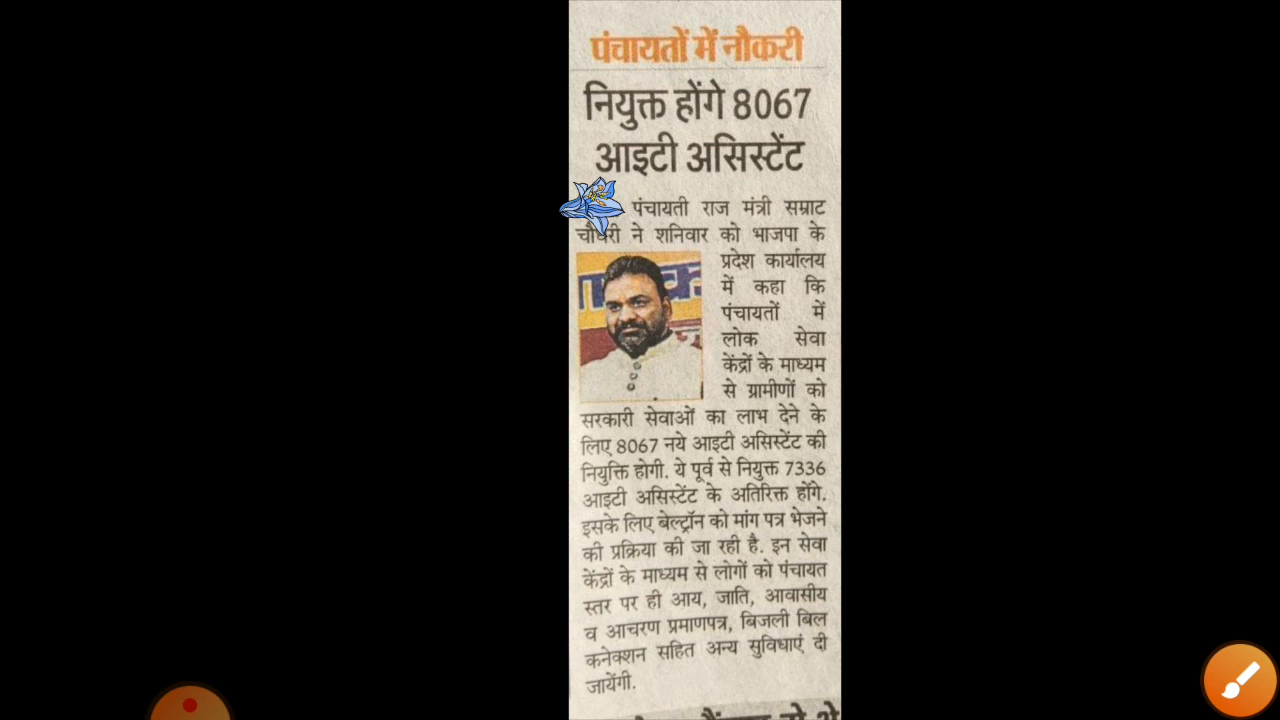 पंचायतों में नौकरी
नियुक्त होंगे 8067
आइटी असिस्टेंट
पंचायती राज मंत्री सम्राट
चौधरी ने शनिवार को भाजपा के
प्रदेश कार्यालय
में कहा कि
पंचायतों में
लोक सेवा
केंद्रों के माध्यम
से ग्रामीणों को
सरकारी सेवाओं का लाभ देने के
लिए 8067 नये आइटी असिस्टेंट की
नियुक्ति होगी. ये पूर्व से नियुक्त 7336
आइटी असिस्टेंट के अतिरिक्त होंगे.
इसके लिए बेल्ट्रॉन को मांग पत्र भेजने
की प्रक्रिया की जा रही है. इन सेवा
केंद्रों के माध्यम से लोगों को पंचायत
स्तर पर ही आय, जाति, आवासीय
व आचरण प्रमाणपत्र, बिजली बिल
कनेक्शन सहित अन्य सुविधाएं दी
जायेंगी.